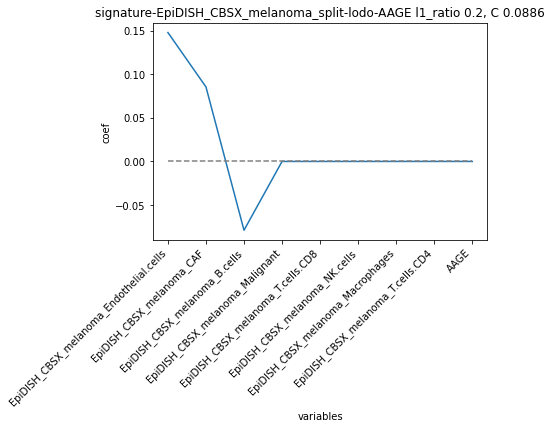 signature-EpiDISH_CBSX_melanoma_split-lodo-AAGE l1_ratio 0.2, C 0.0886
0.15
0.10
0.05
0.00
−0.05
coef
EpiDISH_CBSX_melanoma_Endothelial.cells
EpiDISH_CBSX_melanoma_CAF
EpiDISH_CBSX_melanoma_B.cells
EpiDISH_CBSX_melanoma_Malignant
EpiDISH_CBSX_melanoma_T.cells.CD8
EpiDISH_CBSX_melanoma_NK.cells
EpiDISH_CBSX_melanoma_Macrophages
EpiDISH_CBSX_melanoma_T.cells.CD4
AAGE
variables